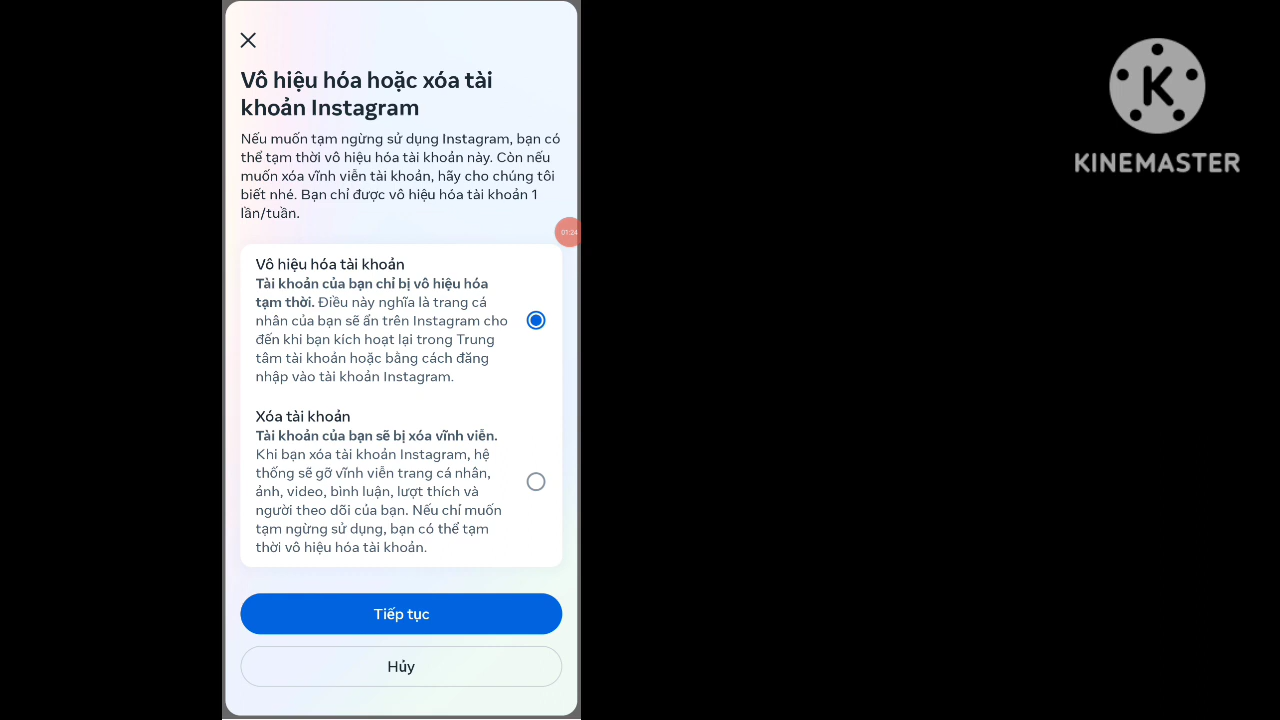 Vô hiệu hóa hoặc xóa tài
khoản Instagram
Nếu muốn tạm ngừng sử dụng Instagram, bạn có
thể tạm thời vô hiệu hóa tài khoản này. Còn nếu
muốn xóa vĩnh viễn tài khoản, hãy cho chúng tôi
biết nhé. Bạn chỉ được vô hiệu hóa tài khoản 1
lần/tuần.
01:24
Vô hiệu hóa tài khoản
Tài khoản của bạn chỉ bị vô hiệu hóa
tạm thời. Điều này nghĩa là trang cá
nhân của bạn sẽ ẩn trên Instagram cho
đến khi bạn kich hoạt lại trong Trung
tâm tài khoản hoặc bằng cách đăng
nhập vào tài khoản Instagram.
Xóa tài khoản
Tài khoản của bạn sẽ bị xóa vĩnh viễn.
Khi bạn xóa tài khoản Instagram, hệ
thống sẽ gỡ vĩnh viễn trang cá nhân,
ảnh, video, bình luận, lượt thích và
người theo dõi của bạn. Nếu chỉ muốn
tạm ngừng sử dụng, bạn có thể tạm
thời vô hiệu hóa tài khoản.
Tiếp tục
Hủy
K
KINEMASTER